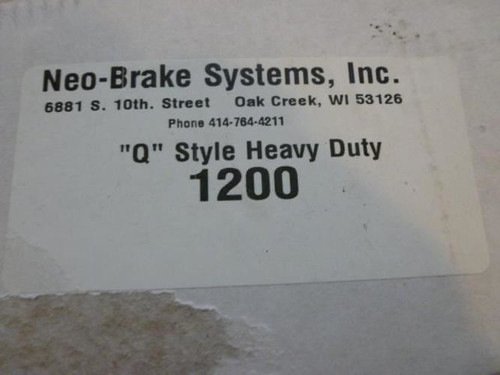 Neo-Brake Systems, Inc.
6881 S. 10th. Street Oak Creek, WI 53126
Phone 414-764-4211
"Q" Style Heavy Duty
1200